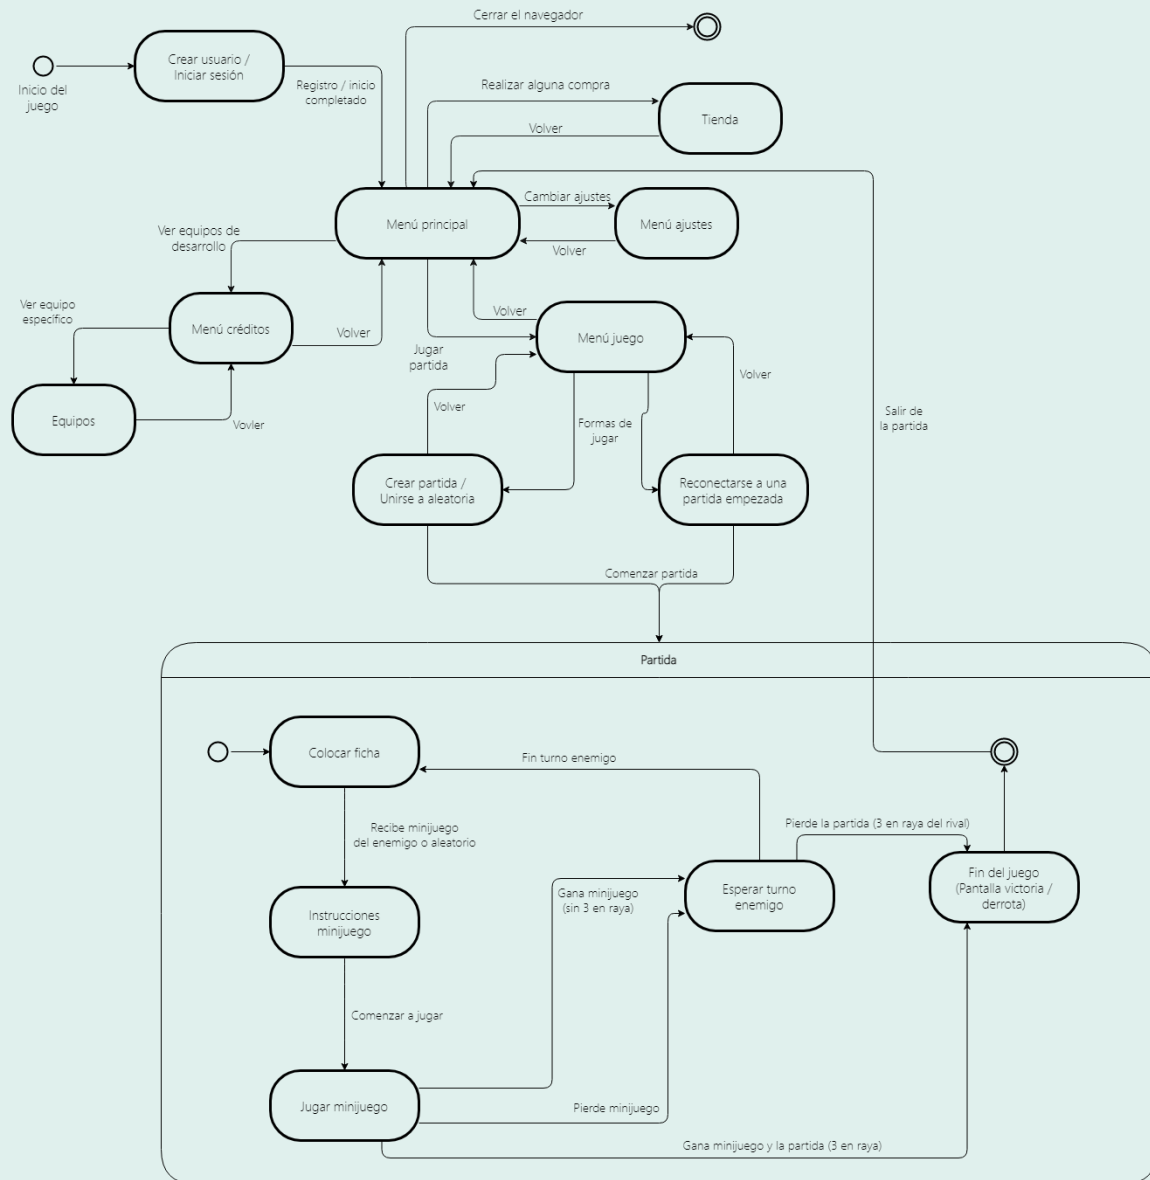 Cerrar el navegador
Crear usuario /
Iniciar sesión
Inicio del
juego
Registro / inicio
completado
Realizar alguna compra
Tienda
Volver
Menú principal
Cambiar ajustes
Menú ajustes
Volver
Ver equipos de
desarrollo
Ver equipo
específico
Menú créditos
Volver
Volver
Menú juego
Jugar
partida
Volver
Equipos
Vovler
Volver
Formas de
jugar
Salir de
la partida
Crear partida /
Unirse a aleatoria
Reconectarse a una
partida empezada
Comenzar partida
Partida
Colocar ficha
Fin turno enemigo
Recibe minijuego
del enemigo o aleatorio
Pierde la partida (3 en raya del rival)
Instrucciones
minijuego
Gana minijuego
(sin 3 en raya)
Esperar turno
enemigo
Fin del juego
(Pantalla victoria /
derrota)
Comenzar a jugar
Jugar minijuego
Pierde minijuego
Gana minijuego y la partida (3 en raya)